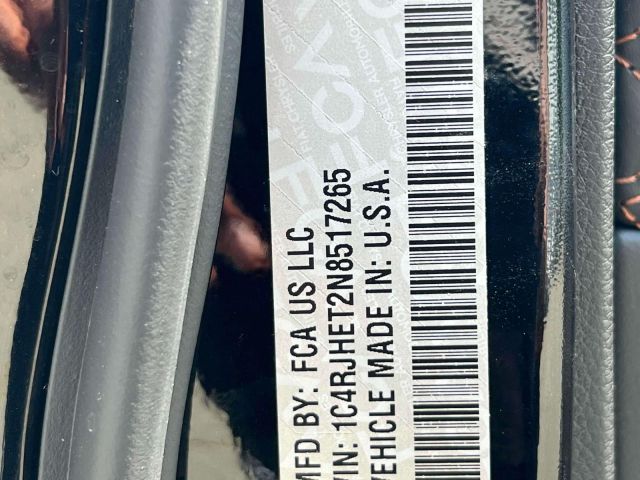 MFD BY: FCA US LLC
VIN: 1C4RJHET2N8517265
VEHICLE MADE IN: U.S.A.